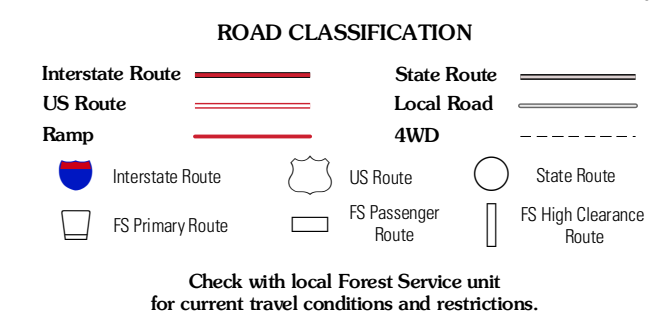 ROAD CLASSIFICATION
Interstate Route
State Route
US Route
Local Road
Ramp
4WD
Interstate Route
US Route
State Route
FS Primary Route
FS Passenger
Route
FS High Clearance
Route
Check with local Forest Service unit
for current travel conditions and restrictions.